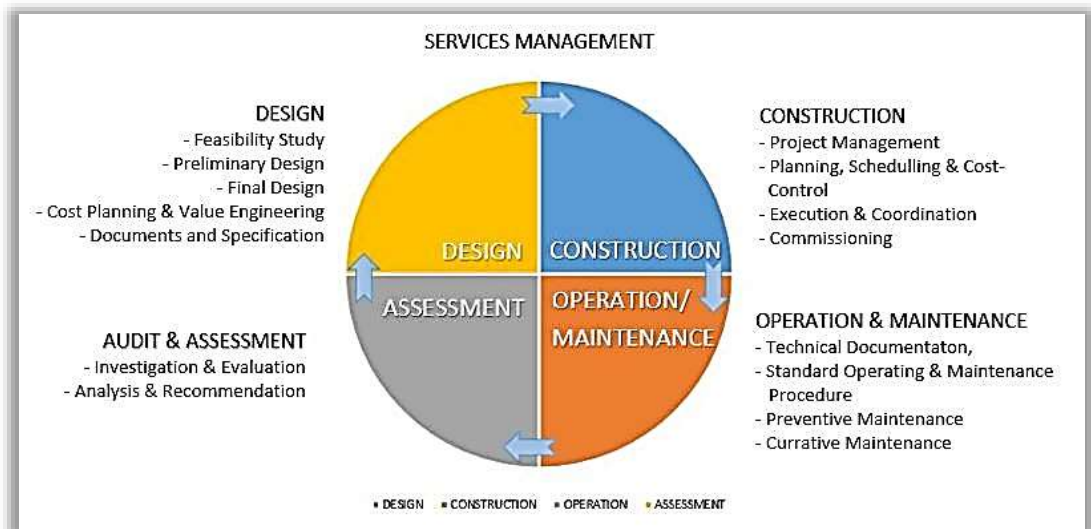 SERVICES MANAGEMENT
DESIGN
- Feasibility Study
- Preliminary Design
- Final Design
- Cost Planning & Value Engineering
- Documents and Specification
CONSTRUCTION
- Project Management
- Planning, Schedulling & Cost-
Control
- Execution & Coordination
- Commissioning
DESIGN
CONSTRUCTION
ASSESSMENT
OPERATION/
MAINTENANCE
AUDIT & ASSESSMENT
- Investigation & Evaluation
- Analysis & Recommendation
OPERATION & MAINTENANCE
- Technical Documentaton,
- Standard Operating & Maintenance
Procedure
- Preventive Maintenance
- Currative Maintenance
▪ DESIGN ▪ CONSTRUCTION ▪ OPERATION ▪ ASSESSMENT